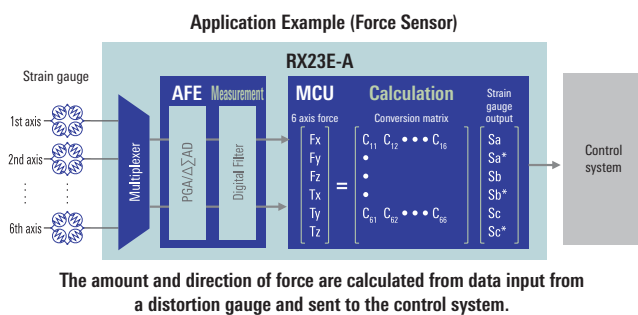 Application Example (Force Sensor)
RX23E-A
Strain gauge
1st axis
2nd axis
6th axis
Multiplexer
AFE
Measurement
PGA/ΔΣAD
Digital Filter
MCU
Calculation
6 axis force
Conversion matrix
Strain
gauge
output
Fx
Fy
Fz
Tx
Ty
Tz
=
C11 C12 • • • C16
•
•
•
C61 C62 • • • C66
Sa
Sa*
Sb
Sb*
Sc
Sc*
Control
system
The amount and direction of force are calculated from data input from
a distortion gauge and sent to the control system.